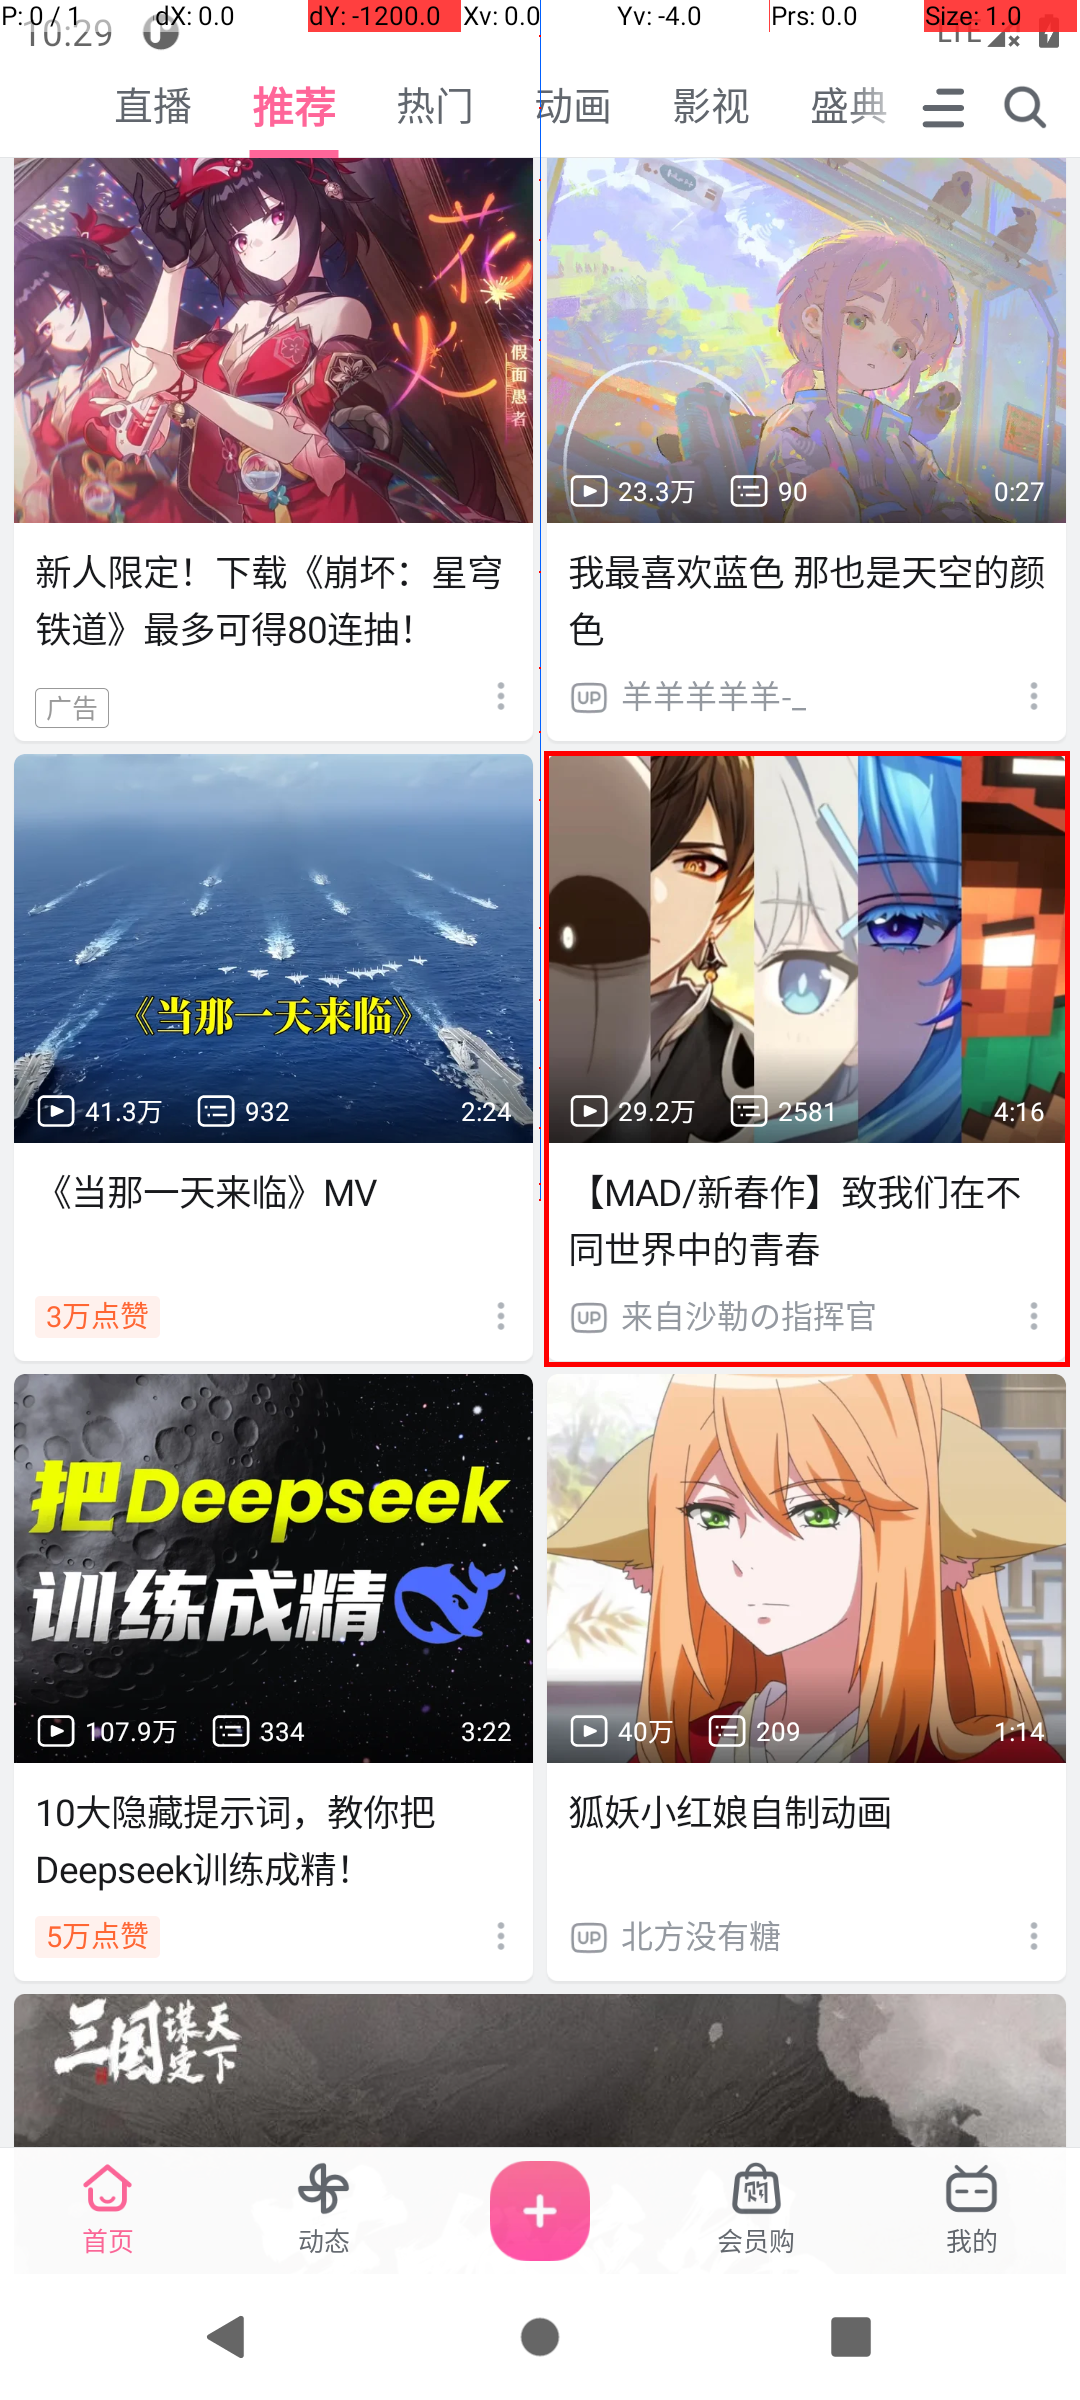 P: 0 / 1
dX: 0.0
dY: -1200.0
Xv: 0.0
Yv: -4.0
Prs: 0.0
Size: 1.0
10:29
LTE
直播
推荐
热门
动画
影视
盛典
花火
假面愚者
新人限定！下载《崩坏：星穹
铁道》最多可得80连抽！
广告
23.3万
90
0:27
我最喜欢蓝色 那也是天空的颜
色
UP
羊羊羊羊羊-_
《当那一天来临》
41.3万
932
2:24
《当那一天来临》MV
3万点赞
29.2万
2581
4:16
【MAD/新春作】致我们在不
同世界中的青春
UP
来自沙勒の指挥官
把Deepseek
训练成精
107.9万
334
3:22
10大隐藏提示词，教你把
Deepseek训练成精！
5万点赞
40万
209
1:14
狐妖小红娘自制动画
UP
北方没有糖
三国谋定天下
首页
动态
会员购
我的